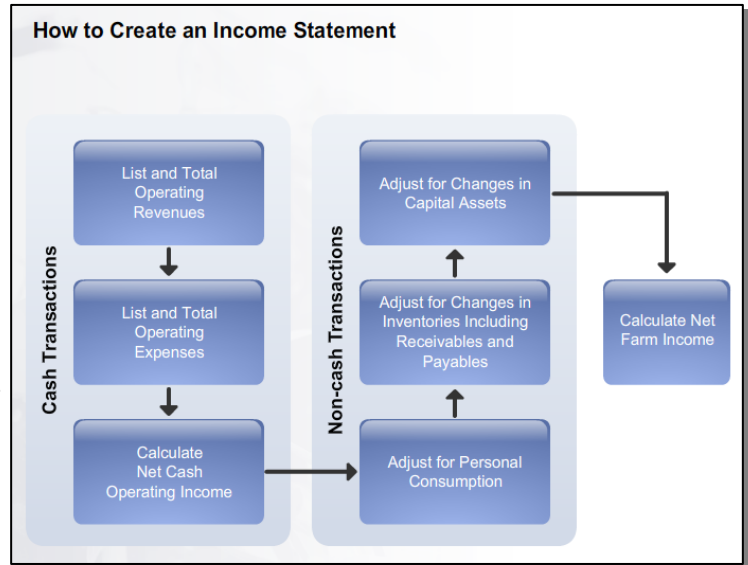 How to Create an Income Statement
Cash Transactions
List and Total
Operating
Revenues
List and Total
Operating
Expenses
Calculate
Net Cash
Operating Income
Non-cash Transactions
Adjust for Personal
Consumption
Adjust for Changes in
Inventories Including
Receivables and
Payables
Adjust for Changes in
Capital Assets
Calculate Net
Farm Income